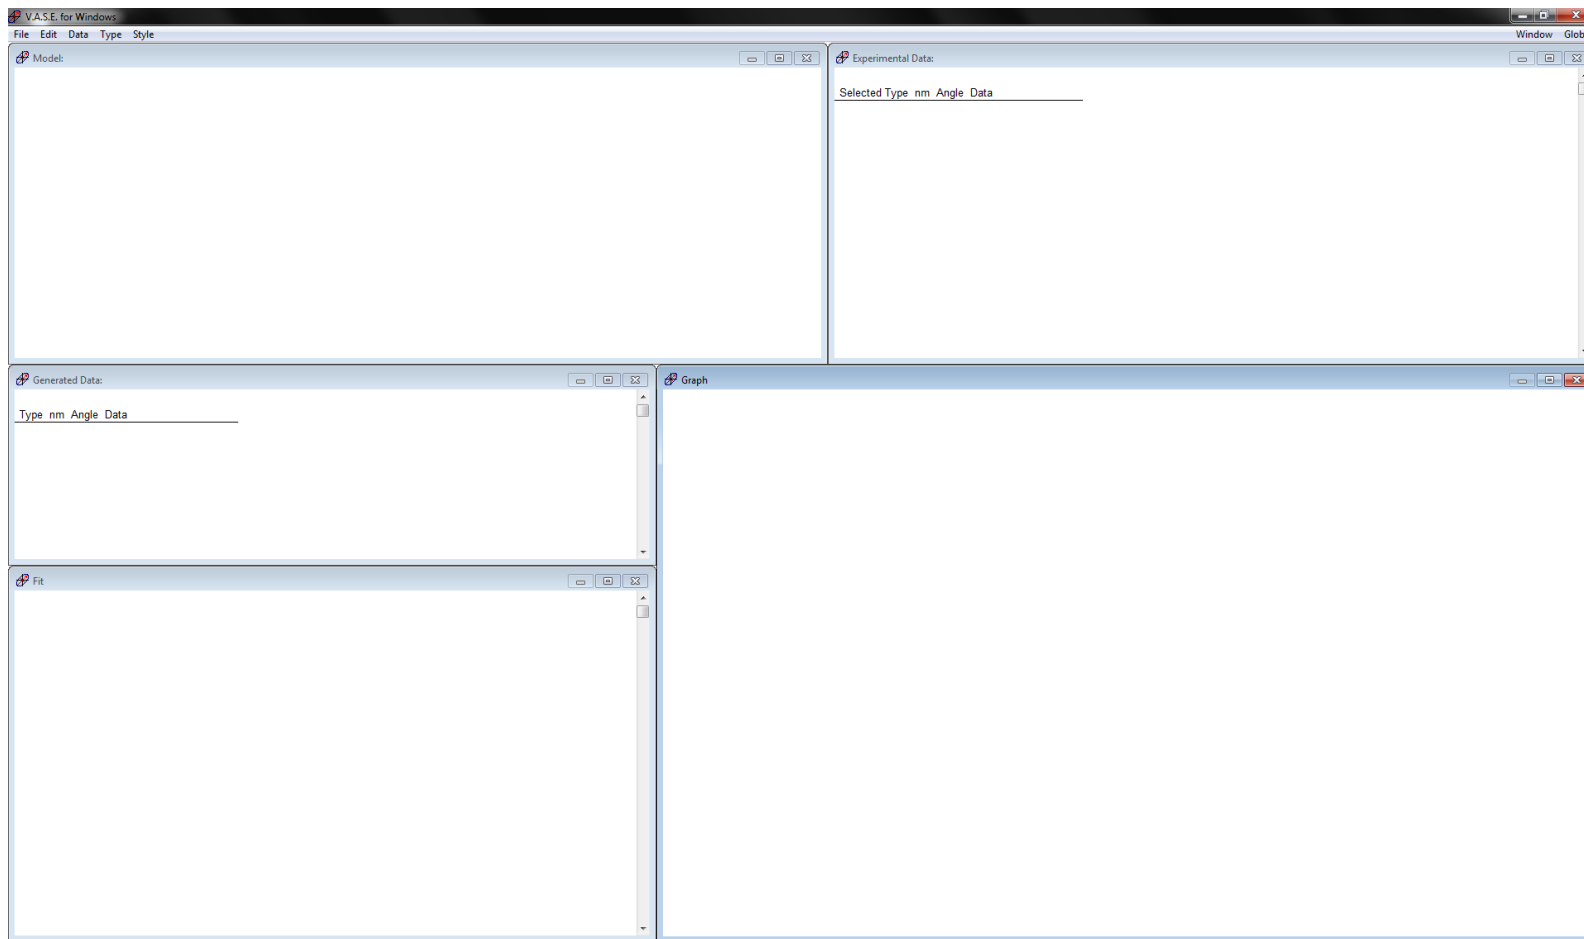 V.A.S.E. for Windows
File Edit Data Type Style Window Glob
Model:
Experimental Data:
Selected Type nm Angle Data
Generated Data:
Type nm Angle Data
Graph
Fit